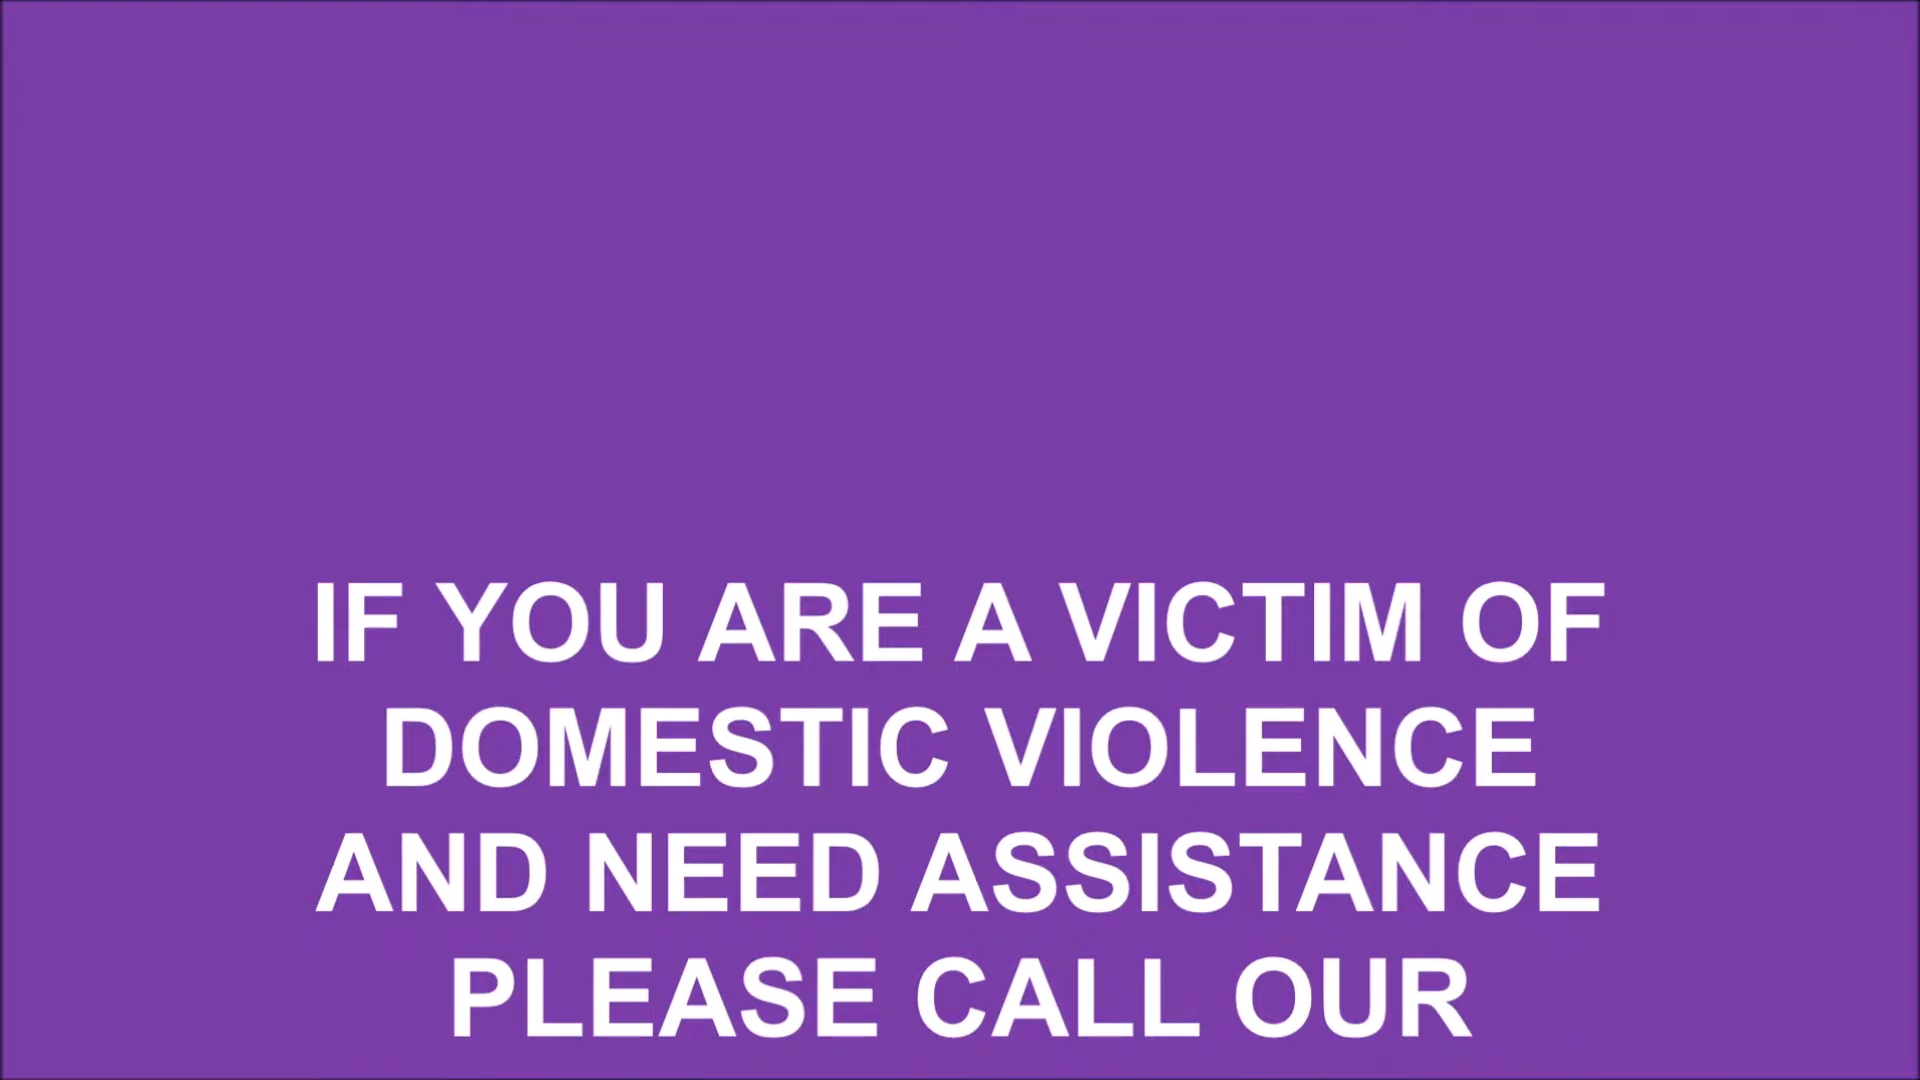 IF YOU ARE A VICTIM OF
DOMESTIC VIOLENCE
AND NEED ASSISTANCE
PLEASE CALL OUR